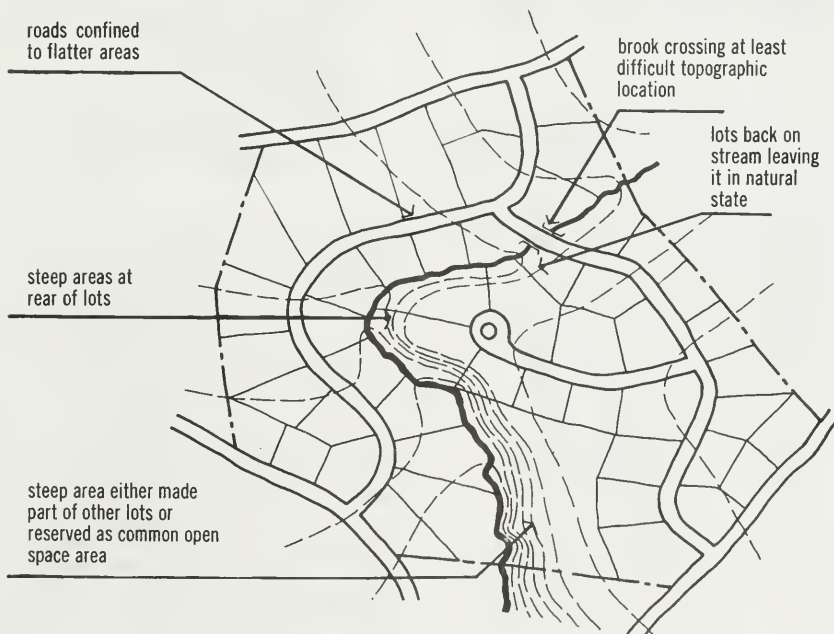 roads confined
to flatter areas
brook crossing at least
difficult topographic
location
lots back on
stream leaving
it in natural
state
steep areas at
rear of lots
steep area either made
part of other lots or
reserved as common open
space area